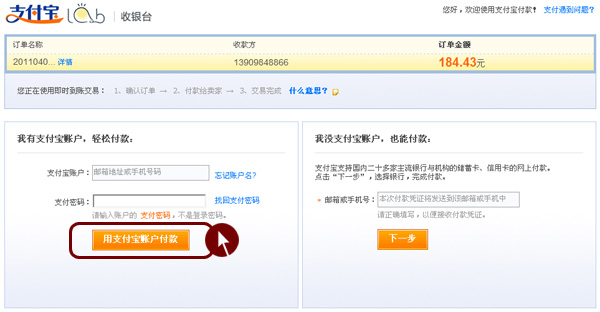 支付宝 Lab 收银台 您好，欢迎使用支付宝付款！ 支付遇到问题？
订单名称 收款方 订单金额
2011040... 详情 13909848866 184.43元
您正在使用即时到账交易： 1、确认订单 → 2、付款给卖家 → 3、交易完成 什么意思？
我有支付宝账户，轻松付款：
支付宝账户： 邮箱地址或手机号码 忘记账户名?
支付密码： 找回支付密码
请输入账户的 支付密码，不是登录密码。
用支付宝账户付款
我没支付宝账户，也能付款：
支付宝支持国内二十多家主流银行与机构的储蓄卡、信用卡的网上付款。
点击“下一步”，选择银行，完成付款。
* 邮箱或手机号： 本次付款凭证将发送到该邮箱或手机中
请正确填写，以便接收付款凭证。
下一步